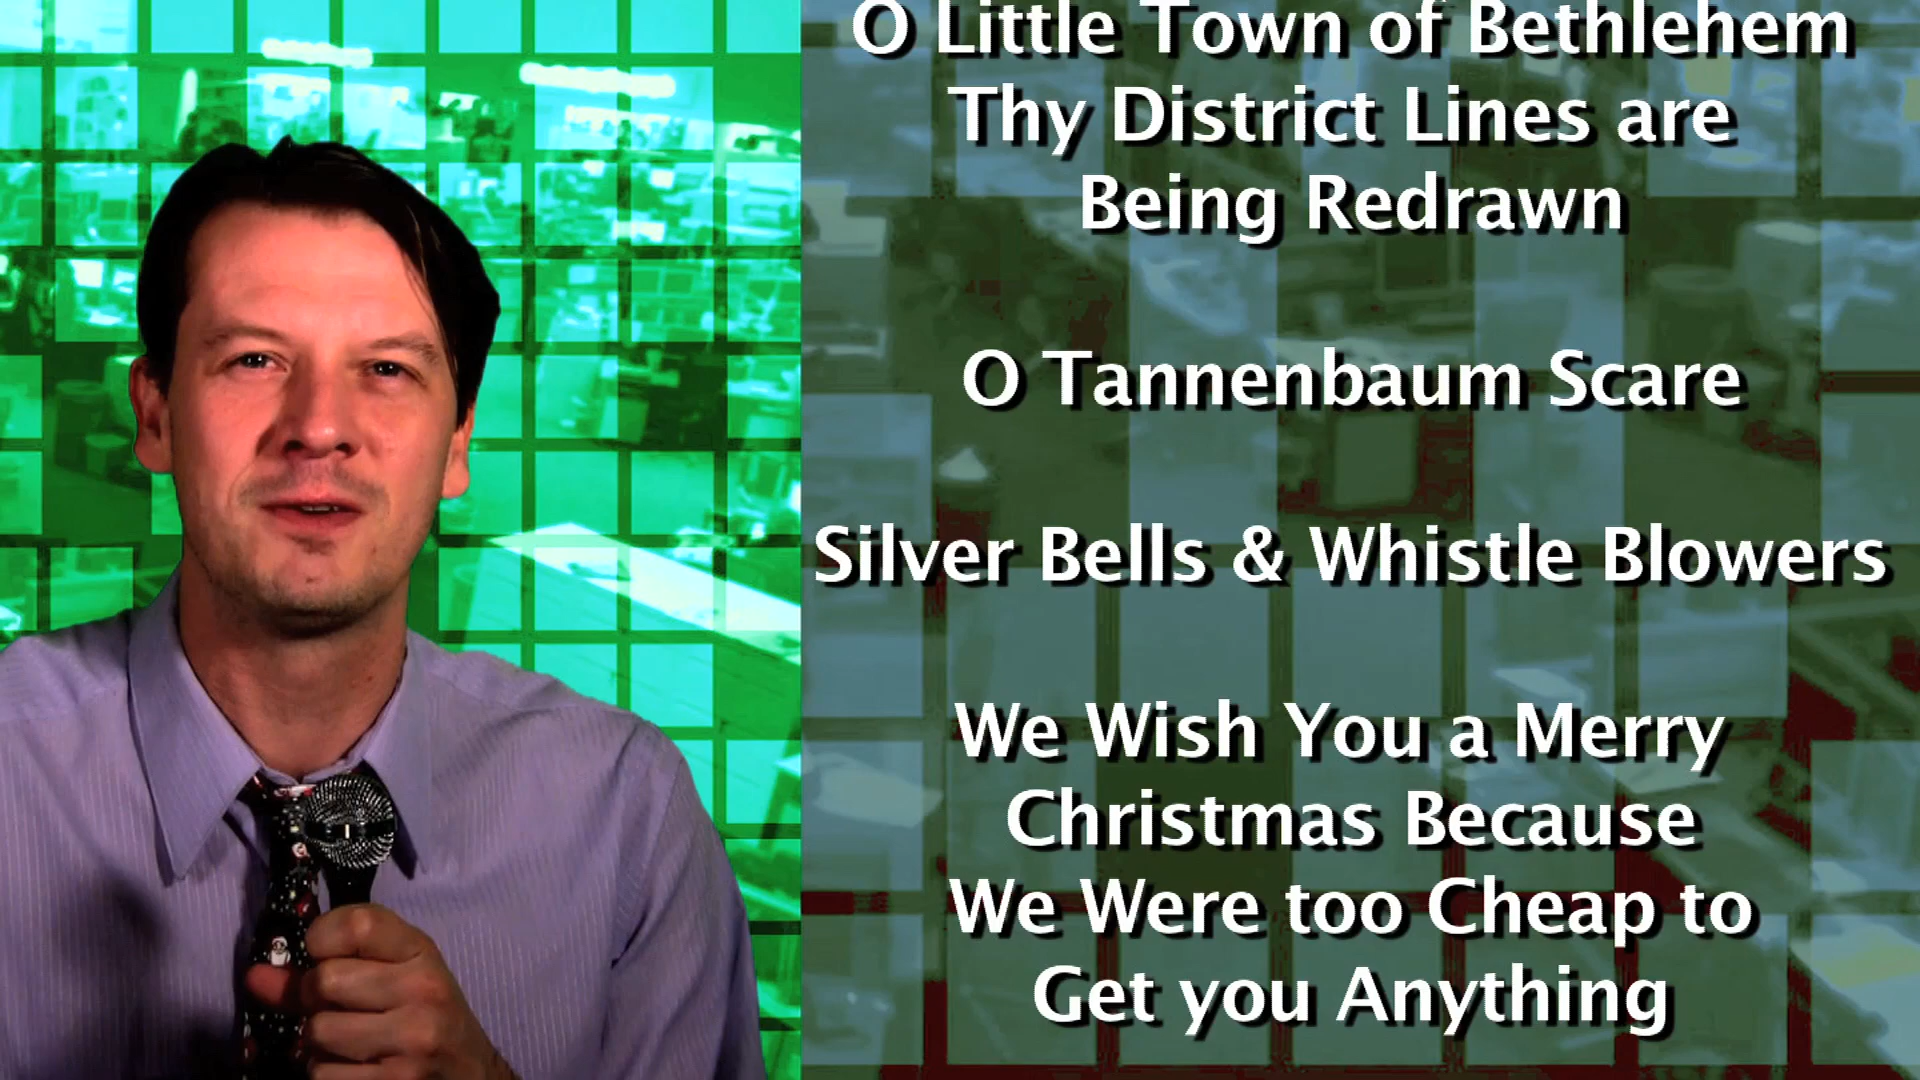 O Little Town of Bethlehem
Thy District Lines are
Being Redrawn
O Tannenbaum Scare
Silver Bells & Whistle Blowers
We Wish You a Merry
Christmas Because
We Were too Cheap to
Get you Anything